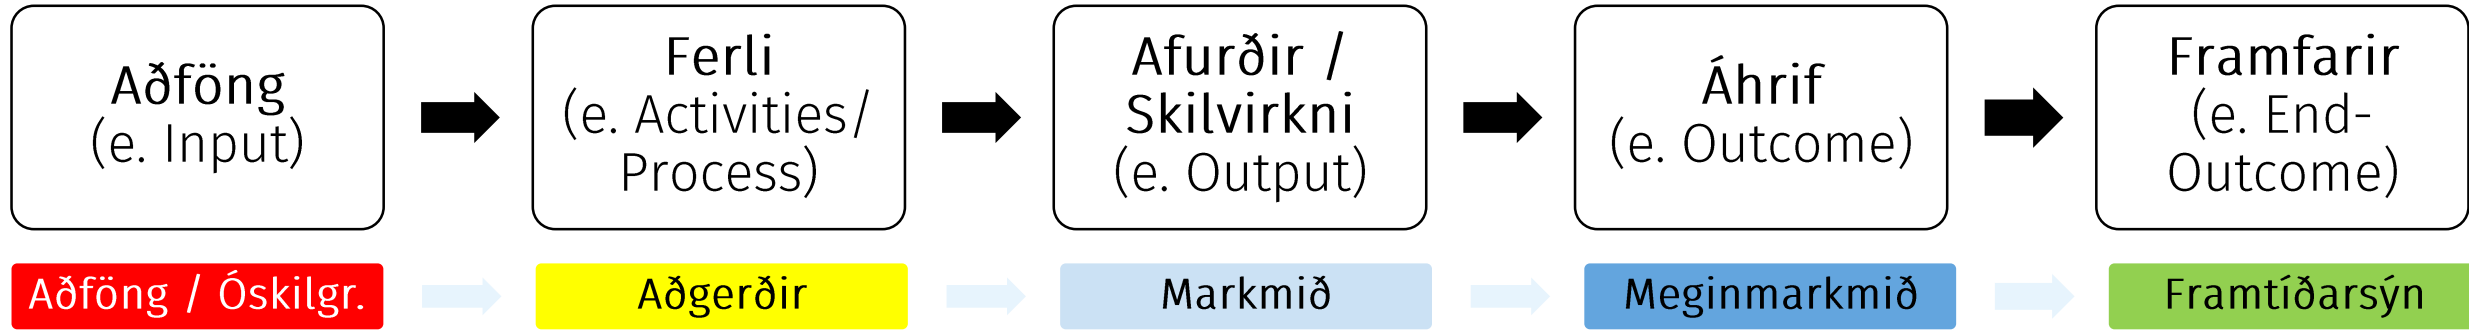 Aðföng
(e. Input)
Ferli
(e. Activities/
Process)
Afurðir /
Skilvirkni
(e. Output)
Áhrif
(e. Outcome)
Framfarir
(e. End-
Outcome)
Aðföng / Óskilgr.
Aðgerðir
Markmið
Meginmarkmið
Framtíðarsýn